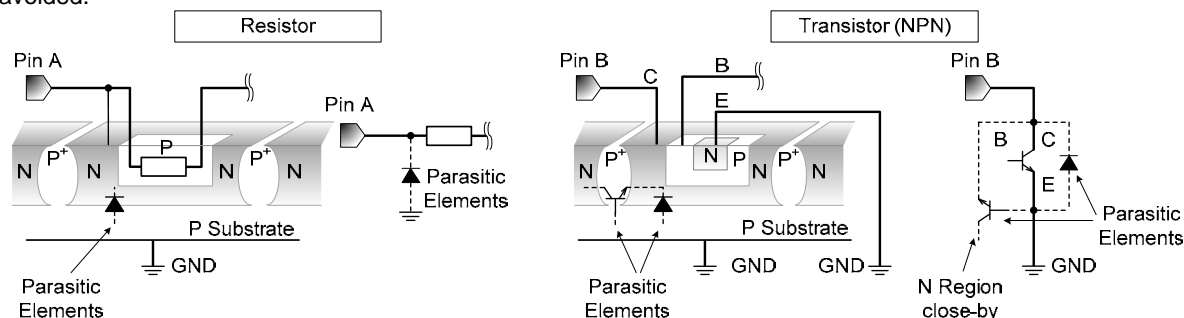 avoided.
Resistor
Transistor (NPN)
Pin A
Pin A
N
P+
N
P
N
P+
N
Parasitic
Elements
P Substrate
GND
Parasitic
Elements
Pin B
C
B
E
N
P+
N
N
P
N
P+
N
P Substrate
GND
GND
Parasitic
Elements
Pin B
B
C
E
Parasitic
Elements
GND
N Region
close-by